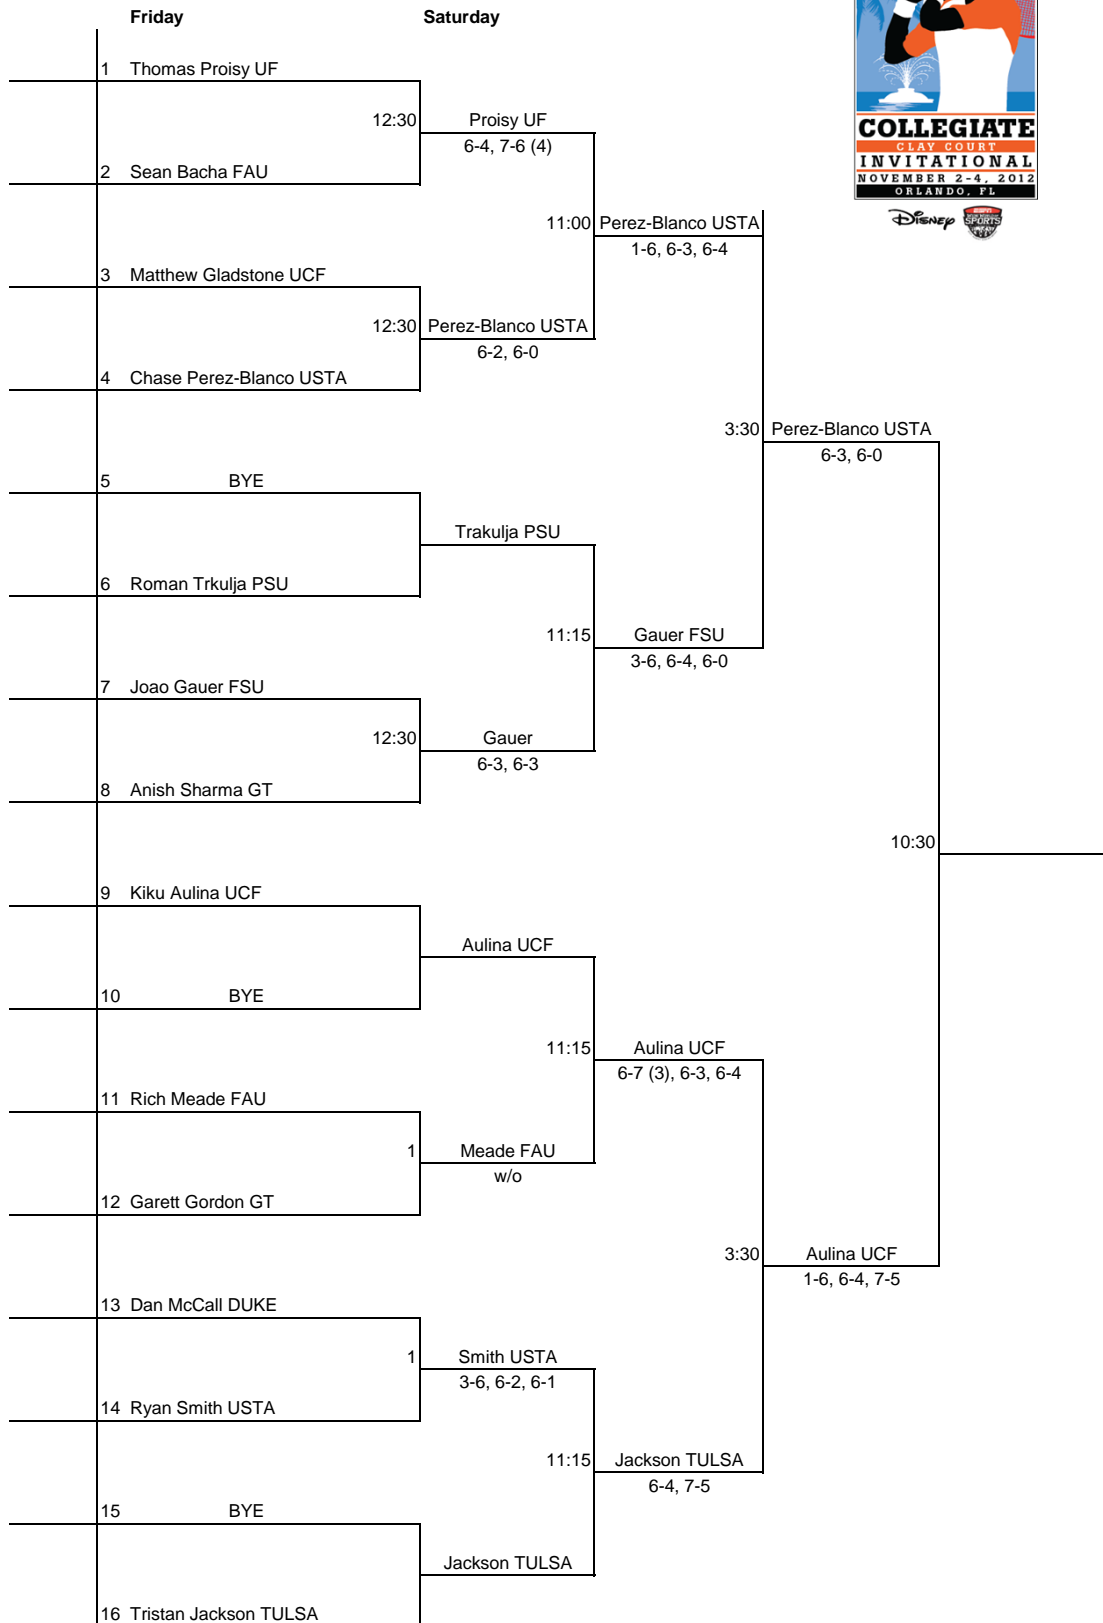 Friday Saturday
1 Thomas Proisy UF
12:30 Proisy UF
6-4, 7-6 (4)
2 Sean Bacha FAU
COLLEGIATE
CLAY COURT
INVITATIONAL
NOVEMBER 2-4, 2012
ORLANDO, FL
Disney ESPN WIDE WORLD OF SPORTS
11:00 Perez-Blanco USTA
1-6, 6-3, 6-4
3 Matthew Gladstone UCF
12:30 Perez-Blanco USTA
6-2, 6-0
4 Chase Perez-Blanco USTA
3:30 Perez-Blanco USTA
6-3, 6-0
5 BYE
Trakulja PSU
6 Roman Trkulja PSU
11:15 Gauer FSU
3-6, 6-4, 6-0
7 Joao Gauer FSU
12:30 Gauer
6-3, 6-3
8 Anish Sharma GT
10:30
9 Kiku Aulina UCF
Aulina UCF
10 BYE
11:15 Aulina UCF
6-7 (3), 6-3, 6-4
11 Rich Meade FAU
1 Meade FAU
w/o
12 Garett Gordon GT
3:30 Aulina UCF
1-6, 6-4, 7-5
13 Dan McCall DUKE
1 Smith USTA
3-6, 6-2, 6-1
14 Ryan Smith USTA
11:15 Jackson TULSA
6-4, 7-5
15 BYE
Jackson TULSA
16 Tristan Jackson TULSA